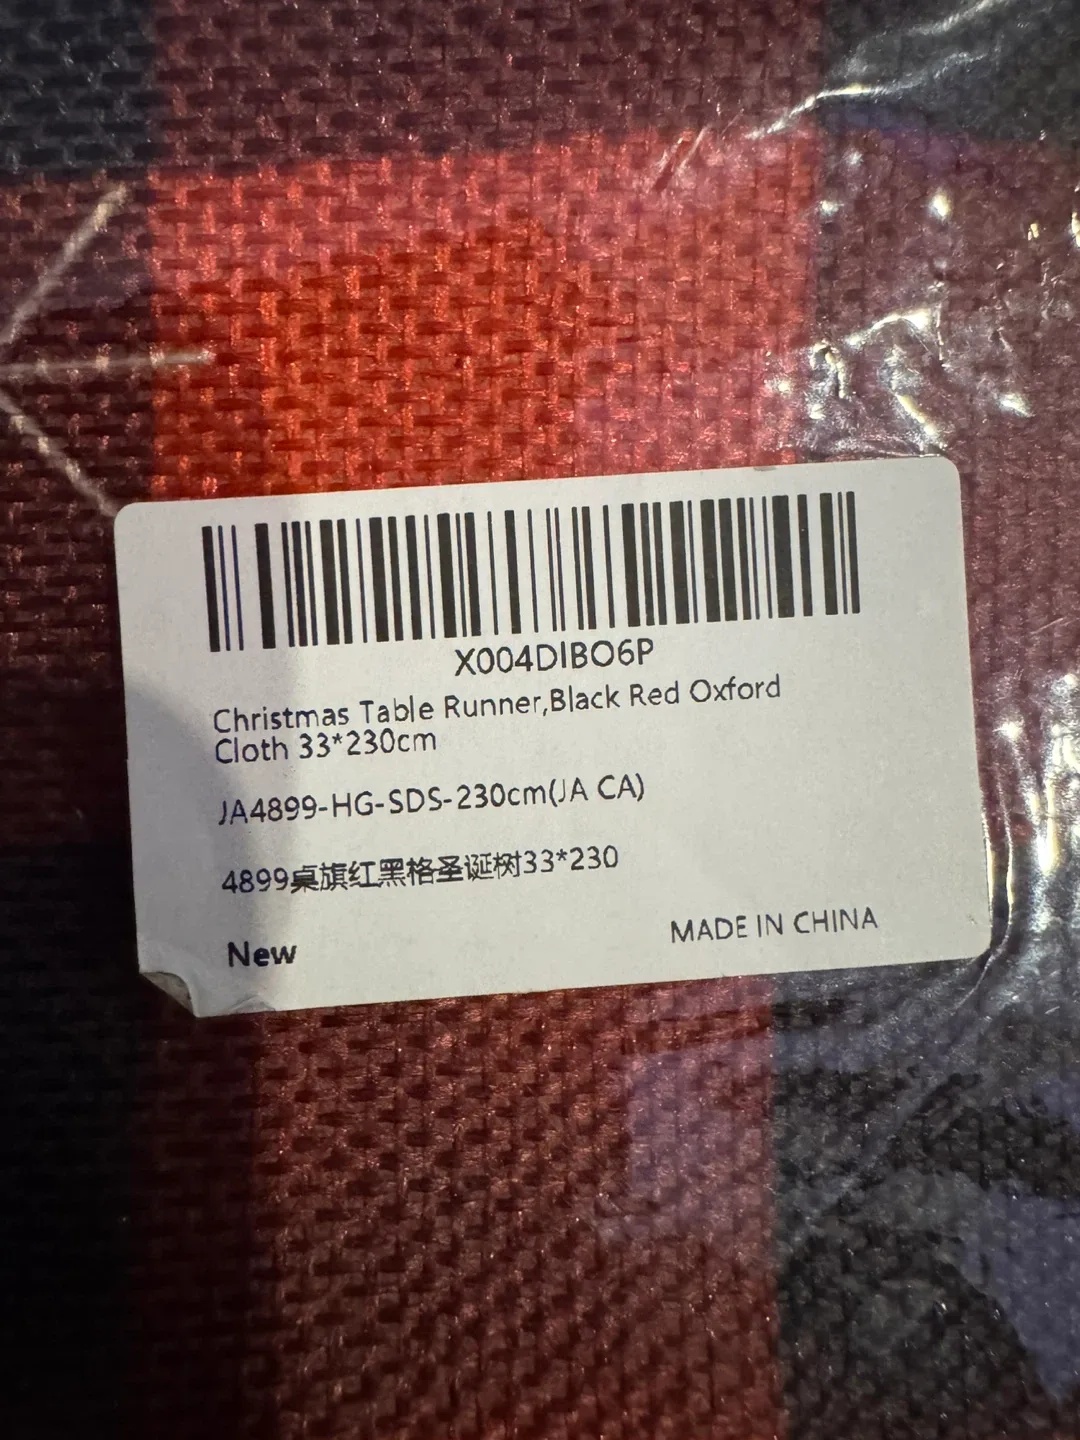 X004DIBO6P
Christmas Table Runner,Black Red Oxford
Cloth 33*230cm
JA4899-HG-SDS-230cm(JA CA)
4899桌旗红黑格圣诞树33*230
New
MADE IN CHINA